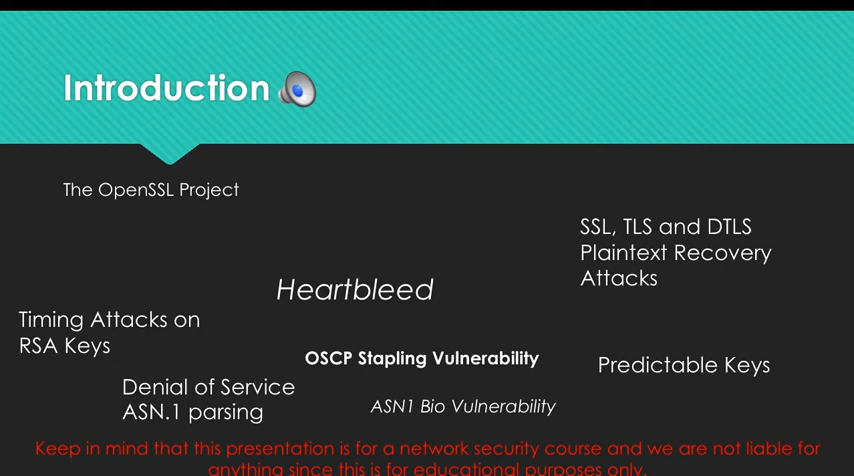 Introduction
The OpenSSL Project
SSL, TLS and DTLS
Plaintext Recovery
Attacks
Heartbleed
Timing Attacks on
RSA Keys
OSCP Stapling Vulnerability
Predictable Keys
Denial of Service
ASN.1 parsing
ASN1 Bio Vulnerability
Keep in mind that this presentation is for a network security course and we are not liable for
anything since this is for educational purposes only.